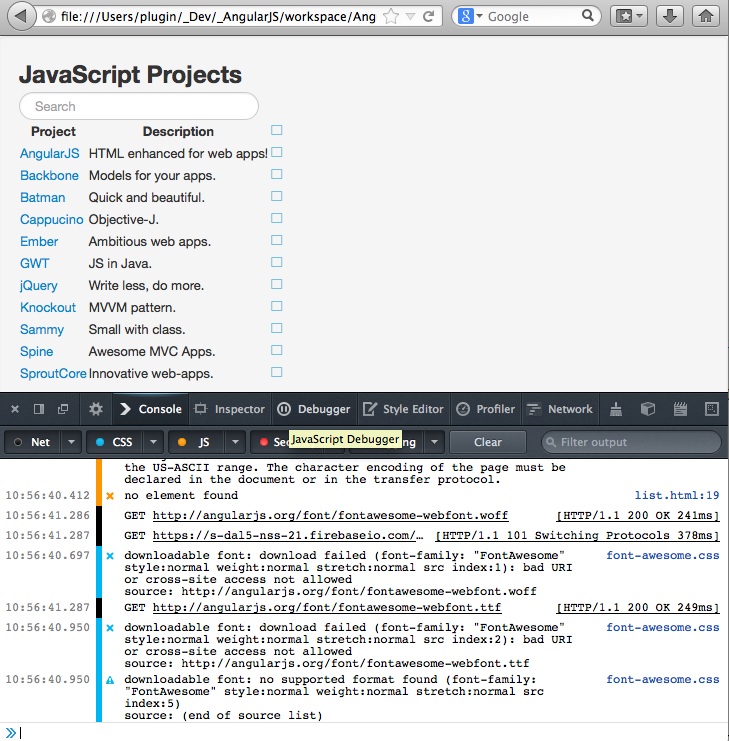 file:///Users/plugin/_Dev/_AngularJS/workspace/Ang
Google
JavaScript Projects
Search
Project Description
AngularJS HTML enhanced for web apps!
Backbone Models for your apps.
Batman Quick and beautiful.
Cappucino Objective-J.
Ember Ambitious web apps.
GWT JS in Java.
jQuery Write less, do more.
Knockout MVVM pattern.
Sammy Small with class.
Spine Awesome MVC Apps.
SproutCore Innovative web-apps.
Console Inspector Debugger Style Editor Profiler Network
Net CSS JS Sec JavaScript Debugger Clear Filter output
the US-ASCII range. The character encoding of the page must be
declared in the document or in the transfer protocol.
10:56:40.412 no element found list.html:19
10:56:41.286 GET http://angularjs.org/font/fontawesome-webfont.woff [HTTP/1.1 200 OK 241ms]
10:56:41.287 GET https://s-dal5-nss-21.firebaseio.com/… [HTTP/1.1 101 Switching Protocols 378ms]
10:56:40.697 downloadable font: download failed (font-family: "FontAwesome" font-awesome.css
style:normal weight:normal stretch:normal src index:1): bad URI
or cross-site access not allowed
source: http://angularjs.org/font/fontawesome-webfont.woff
10:56:41.287 GET http://angularjs.org/font/fontawesome-webfont.ttf [HTTP/1.1 200 OK 249ms]
10:56:40.950 downloadable font: download failed (font-family: "FontAwesome" font-awesome.css
style:normal weight:normal stretch:normal src index:2): bad URI
or cross-site access not allowed
source: http://angularjs.org/font/fontawesome-webfont.ttf
10:56:40.950 downloadable font: no supported format found (font-family: font-awesome.css
"FontAwesome" style:normal weight:normal stretch:normal src
index:5)
source: (end of source list)